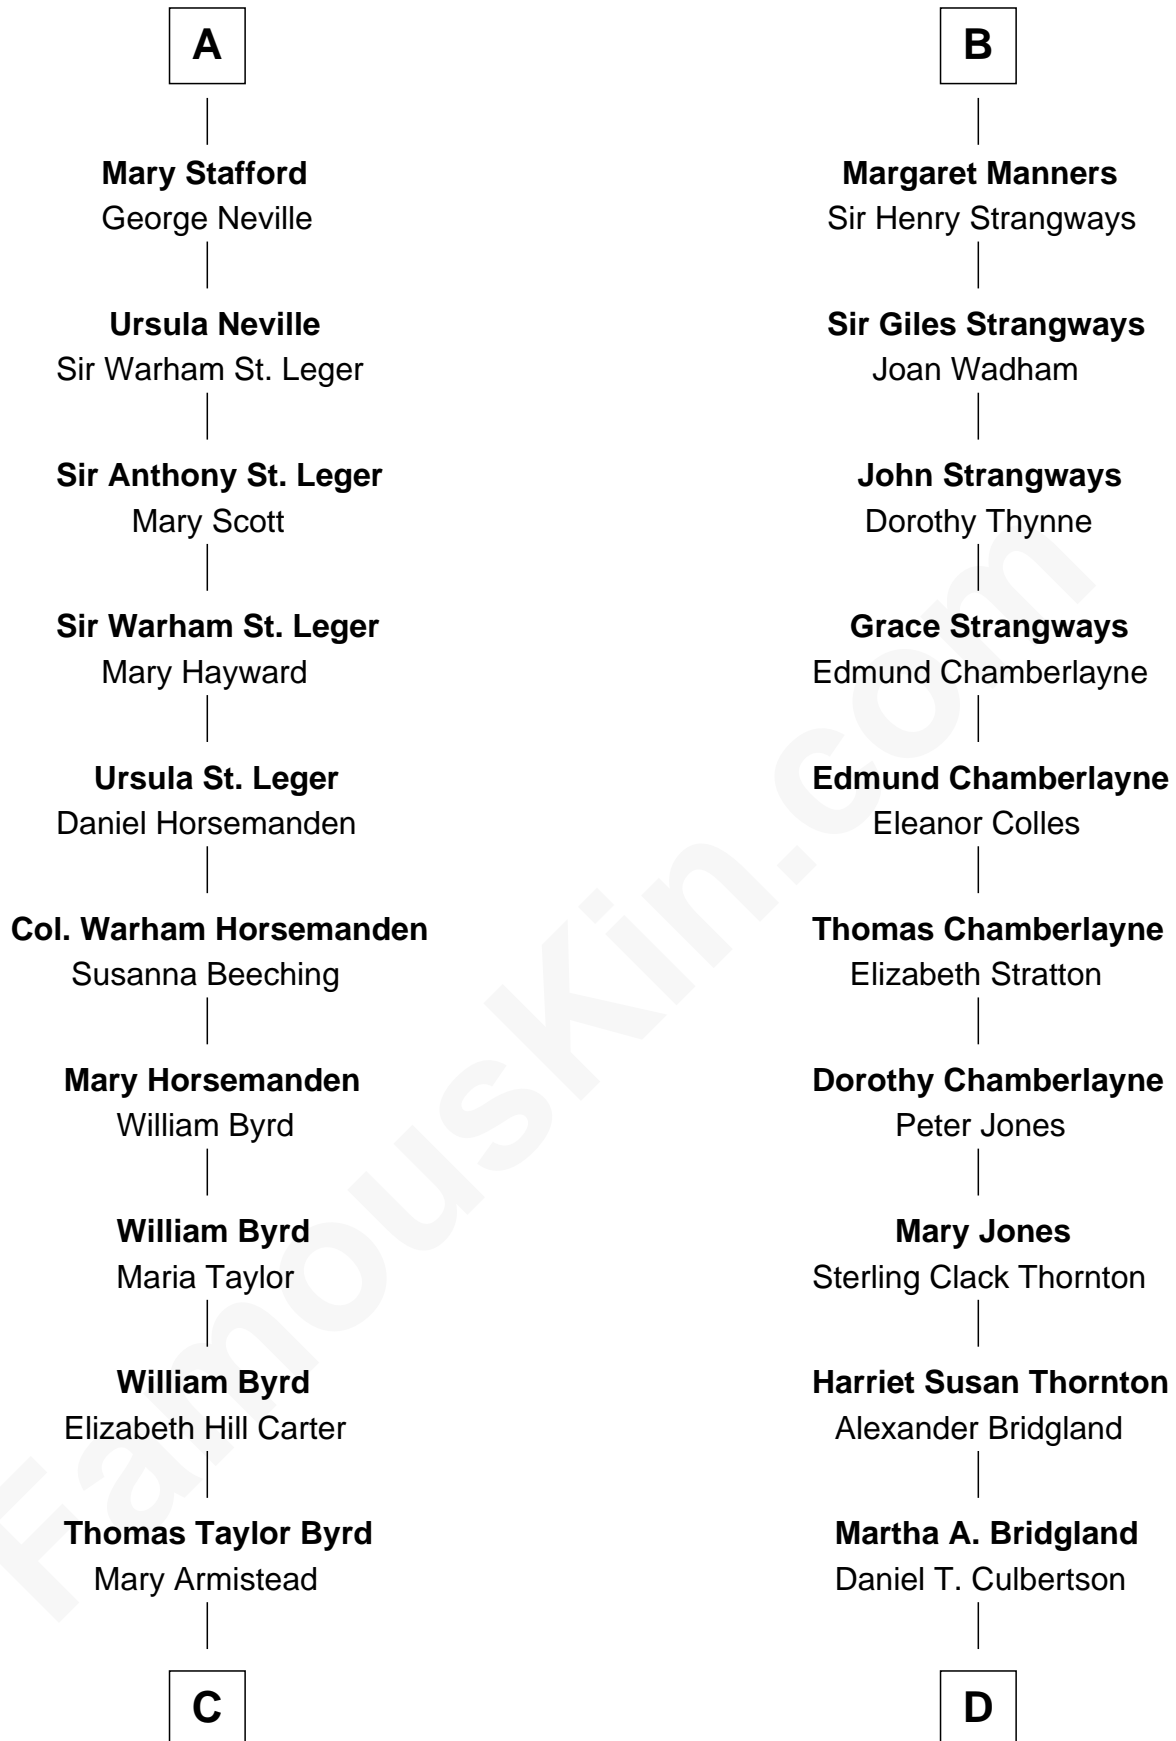 A
Mary Stafford
George Neville
Ursula Neville
Sir Warham St. Leger
Sir Anthony St. Leger
Mary Scott
Sir Warham St. Leger
Mary Hayward
Ursula St. Leger
Daniel Horsemanden
Col. Warham Horsemanden
Susanna Beeching
Mary Horsemanden
William Byrd
William Byrd
Maria Taylor
William Byrd
Elizabeth Hill Carter
Thomas Taylor Byrd
Mary Armistead
C
B
Margaret Manners
Sir Henry Strangways
Sir Giles Strangways
Joan Wadham
John Strangways
Dorothy Thynne
Grace Strangways
Edmund Chamberlayne
Edmund Chamberlayne
Eleanor Colles
Thomas Chamberlayne
Elizabeth Stratton
Dorothy Chamberlayne
Peter Jones
Mary Jones
Sterling Clack Thornton
Harriet Susan Thornton
Alexander Bridgland
Martha A. Bridgland
Daniel T. Culbertson
D
FamousKin.com